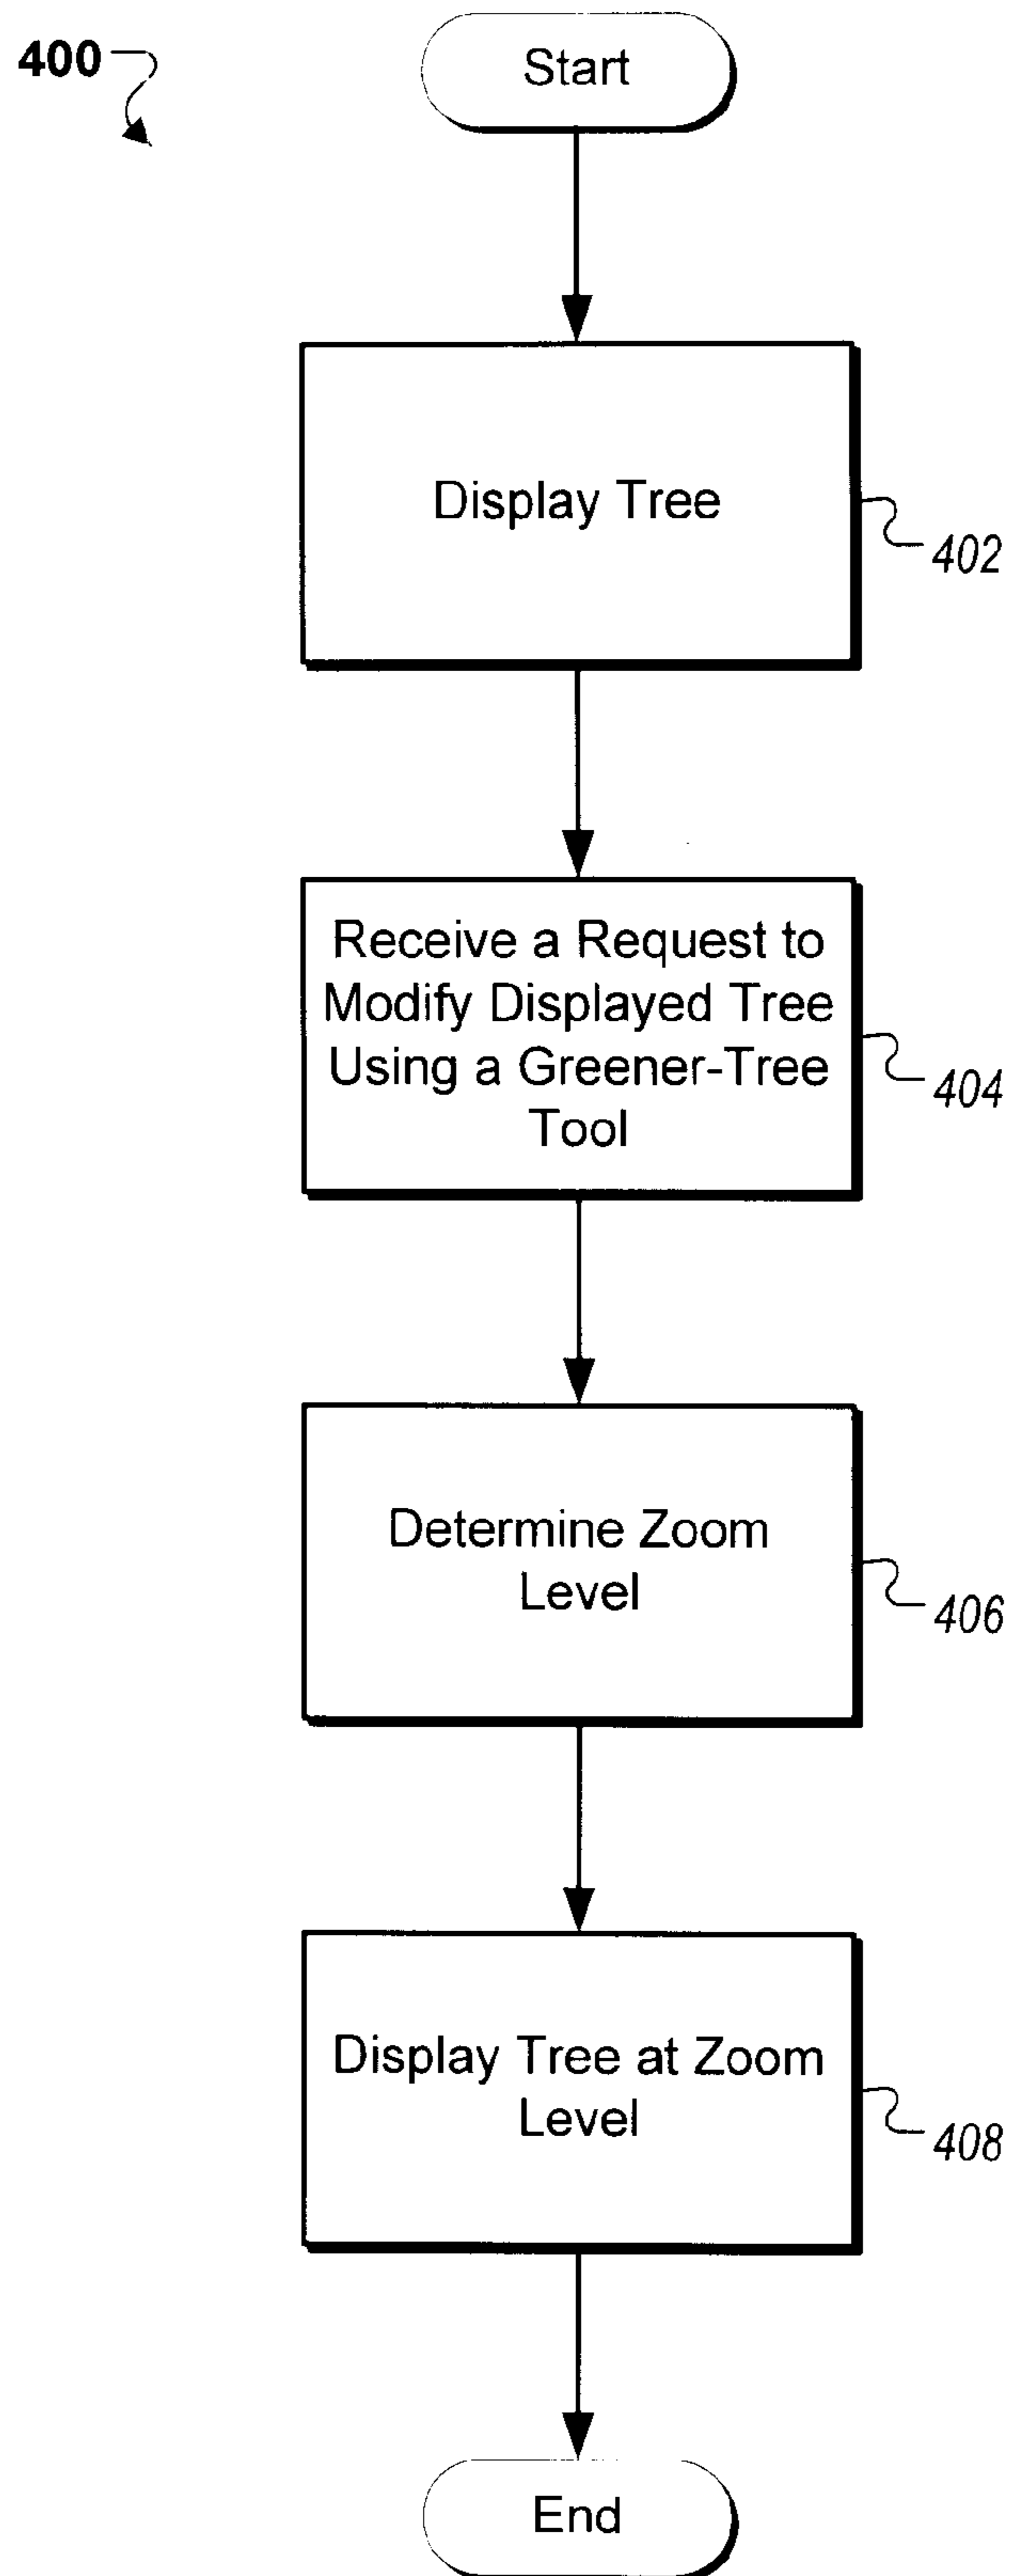 400
Start
Display Tree
402
Receive a Request to
Modify Displayed Tree
Using a Greener-Tree
Tool
404
Determine Zoom
Level
406
Display Tree at Zoom
Level
408
End